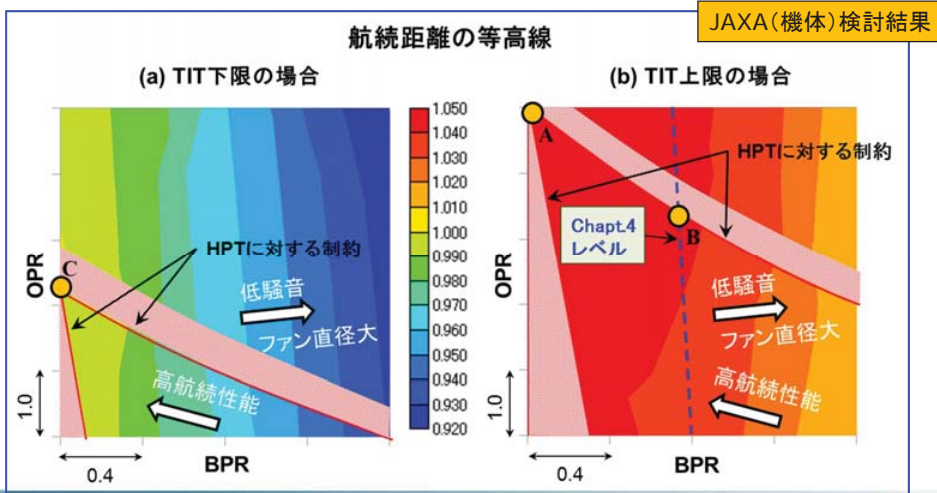 JAXA(機体)検討結果
航続距離の等高線
(a) TIT下限の場合
(b) TIT上限の場合
OPR
1.0
C
HPTに対する制約
低騒音
ファン直径大
高航続性能
0.4
BPR
1.050
1.040
1.030
1.020
1.010
1.000
0.990
0.980
0.970
0.960
0.950
0.940
0.930
0.920
OPR
1.0
A
HPTに対する制約
Chapt.4
レベル
B
低騒音
ファン直径大
高航続性能
0.4
BPR